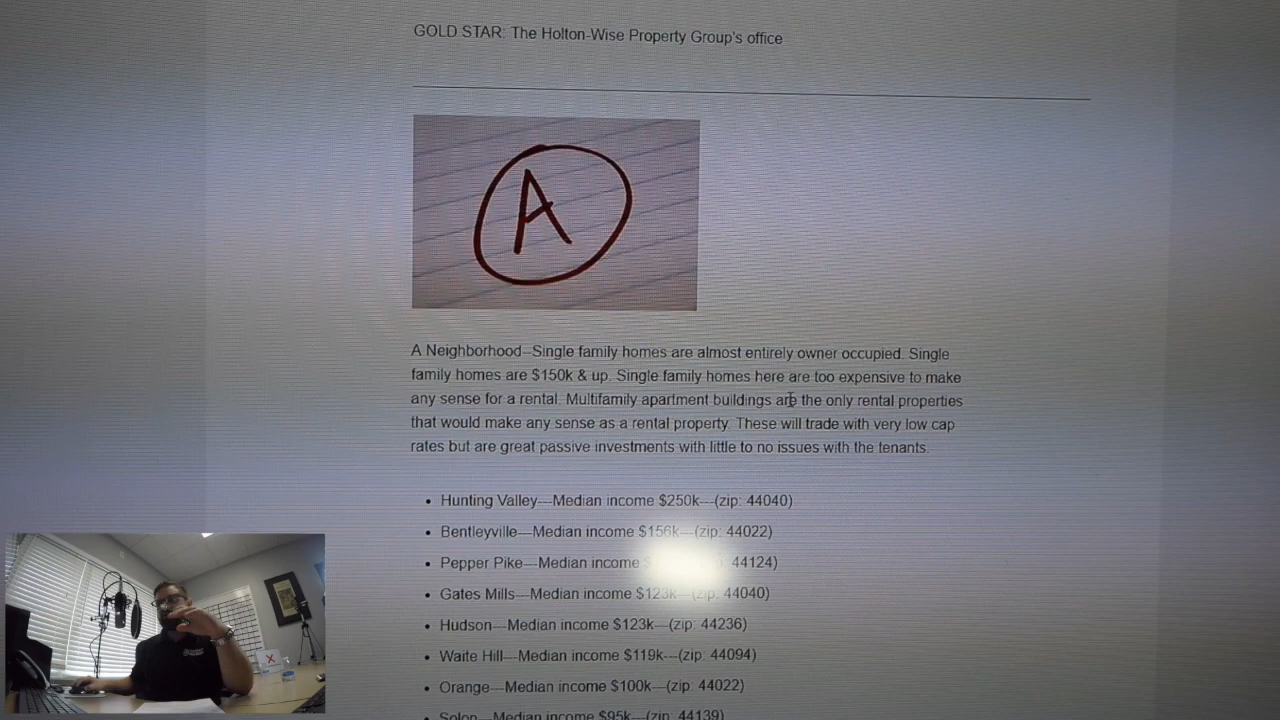 GOLD STAR: The Holton-Wise Property Group's office
A
A Neighborhood--Single family homes are almost entirely owner occupied. Single
family homes are $150k & up. Single family homes here are too expensive to make
any sense for a rental. Multifamily apartment buildings are the only rental properties
that would make any sense as a rental property. These will trade with very low cap
rates but are great passive investments with little to no issues with the tenants.
• Hunting Valley---Median income $250k---(zip: 44040)
• Bentleyville---Median income $156k---(zip: 44022)
• Pepper Pike---Median income $ 44124)
• Gates Mills---Median income $123k---(zip: 44040)
• Hudson---Median income $123k---(zip: 44236)
• Waite Hill---Median income $119k---(zip: 44094)
• Orange---Median income $100k---(zip: 44022)
Solon---Median income $95k---(zip: 44139)